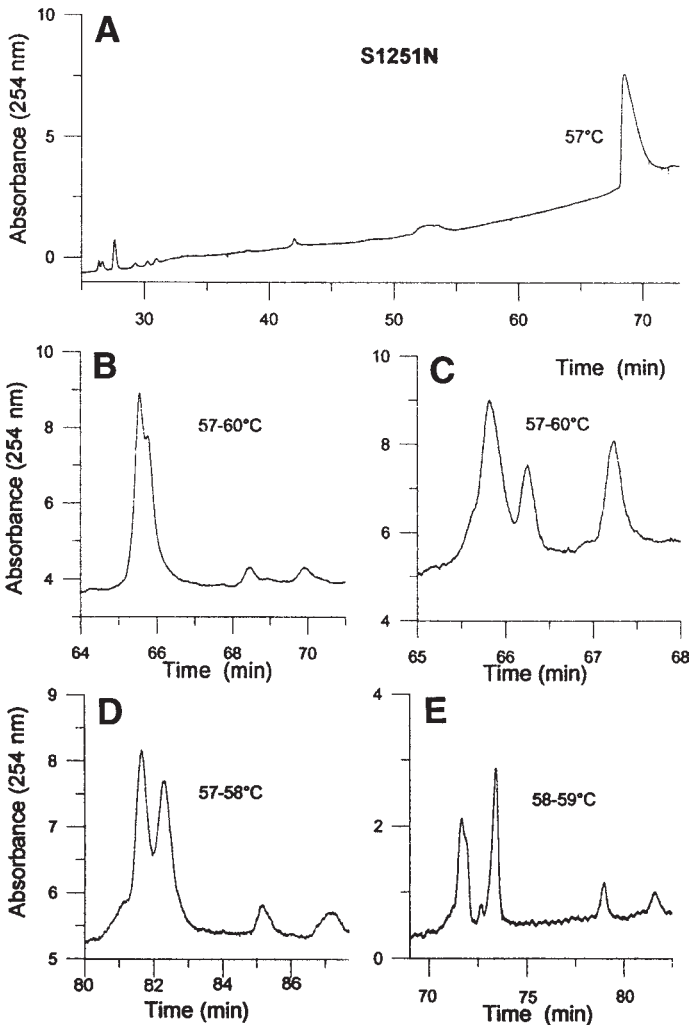 A
S1251N
57°C
Absorbance (254 nm)
10
5
0
30
40
50
60
70
Time (min)
B
57-60°C
Absorbance (254 nm)
10
8
6
4
64
66
68
70
Time (min)
C
57-60°C
10
8
6
4
65
66
67
68
Time (min)
D
57-58°C
Absorbance (254 nm)
9
8
7
6
5
80
82
84
86
Time (min)
E
58-59°C
4
2
0
70
75
80
Time (min)